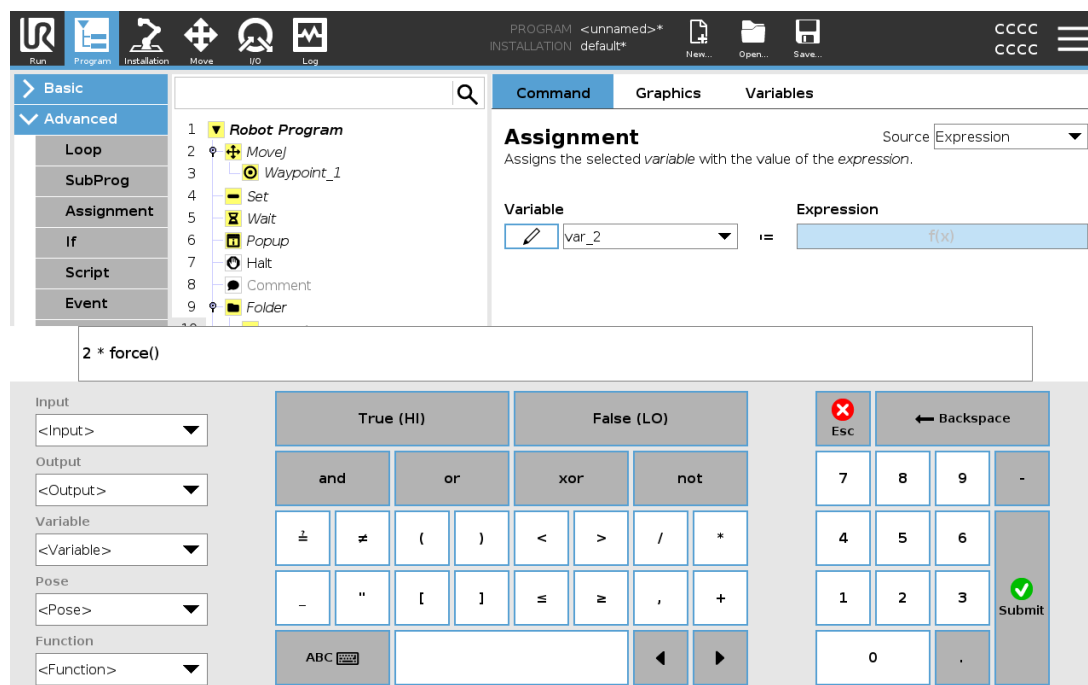 PROGRAM <unnamed>*
INSTALLATION default*
CCCC
CCCC
Run
Program
Installation
Move
I/O
Log
New...
Open...
Save...
Basic
Advanced
Loop
SubProg
Assignment
If
Script
Event
1 Robot Program
2 MoveJ
3 Waypoint_1
4 Set
5 Wait
6 Popup
7 Halt
8 Comment
9 Folder
Command Graphics Variables
Assignment
Source Expression
Assigns the selected variable with the value of the expression.
Variable
Expression
var_2
:=
f(x)
2 * force()
Input
<Input>
Output
<Output>
Variable
<Variable>
Pose
<Pose>
Function
<Function>
True (HI) False (LO)
and or xor not
≟ ≠ ( ) < > / *
_ " [ ] ≤ ≥ , +
ABC
Esc
Backspace
7 8 9 -
4 5 6
1 2 3
Submit
0 .